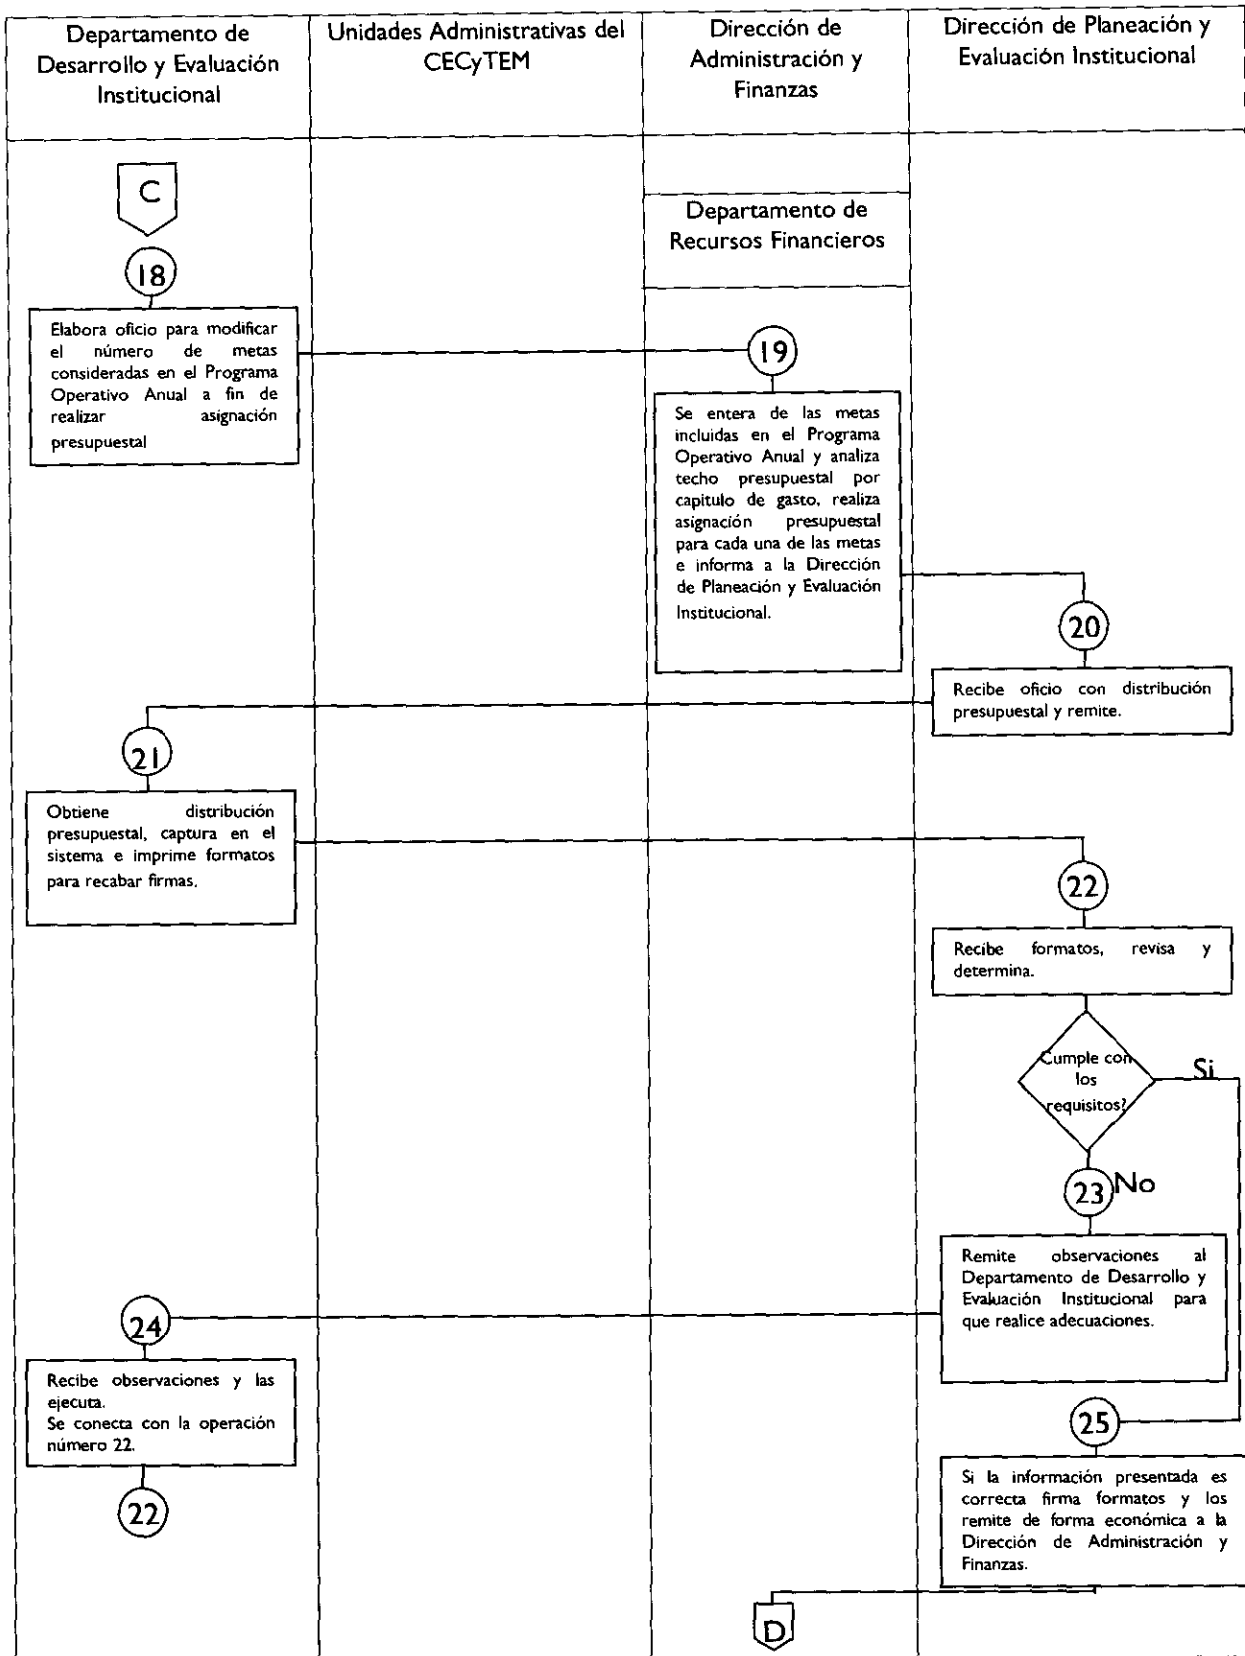 Departamento de
Desarrollo y Evaluación
Institucional
Unidades Administrativas del
CECyTEM
Dirección de
Administración y
Finanzas
Dirección de Planeación y
Evaluación Institucional
C
Departamento de
Recursos Financieros
18
Elabora oficio para modificar
el número de metas
consideradas en el Programa
Operativo Anual a fin de
realizar asignación
presupuestal
19
Se entera de las metas
incluidas en el Programa
Operativo Anual y analiza
techo presupuestal por
capitulo de gasto, realiza
asignación presupuestal
para cada una de las metas
e informa a la Dirección
de Planeación y Evaluación
Institucional.
20
Recibe oficio con distribución
presupuestal y remite.
21
Obtiene distribución
presupuestal, captura en el
sistema e imprime formatos
para recabar firmas.
22
Recibe formatos, revisa y
determina.
Cumple con
los
requisitos?
Si
23
No
Remite observaciones al
Departamento de Desarrollo y
Evaluación Institucional para
que realice adecuaciones.
24
Recibe observaciones y las
ejecuta.
Se conecta con la operación
número 22.
22
25
Si la información presentada es
correcta firma formatos y los
remite de forma económica a la
Dirección de Administración y
Finanzas.
D